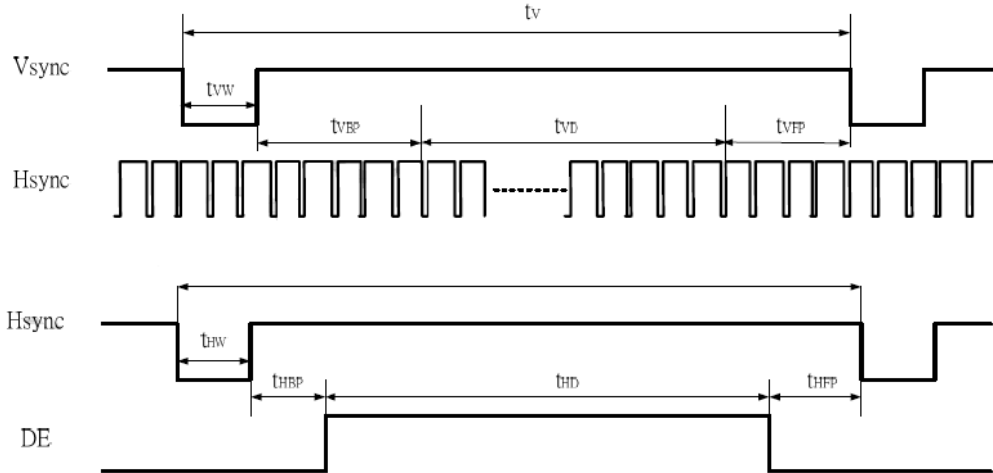 tV
Vsync
tVW
tVBP
tVD
tVFP
Hsync
Hsync
tHW
tHBP
tHD
tHFP
DE